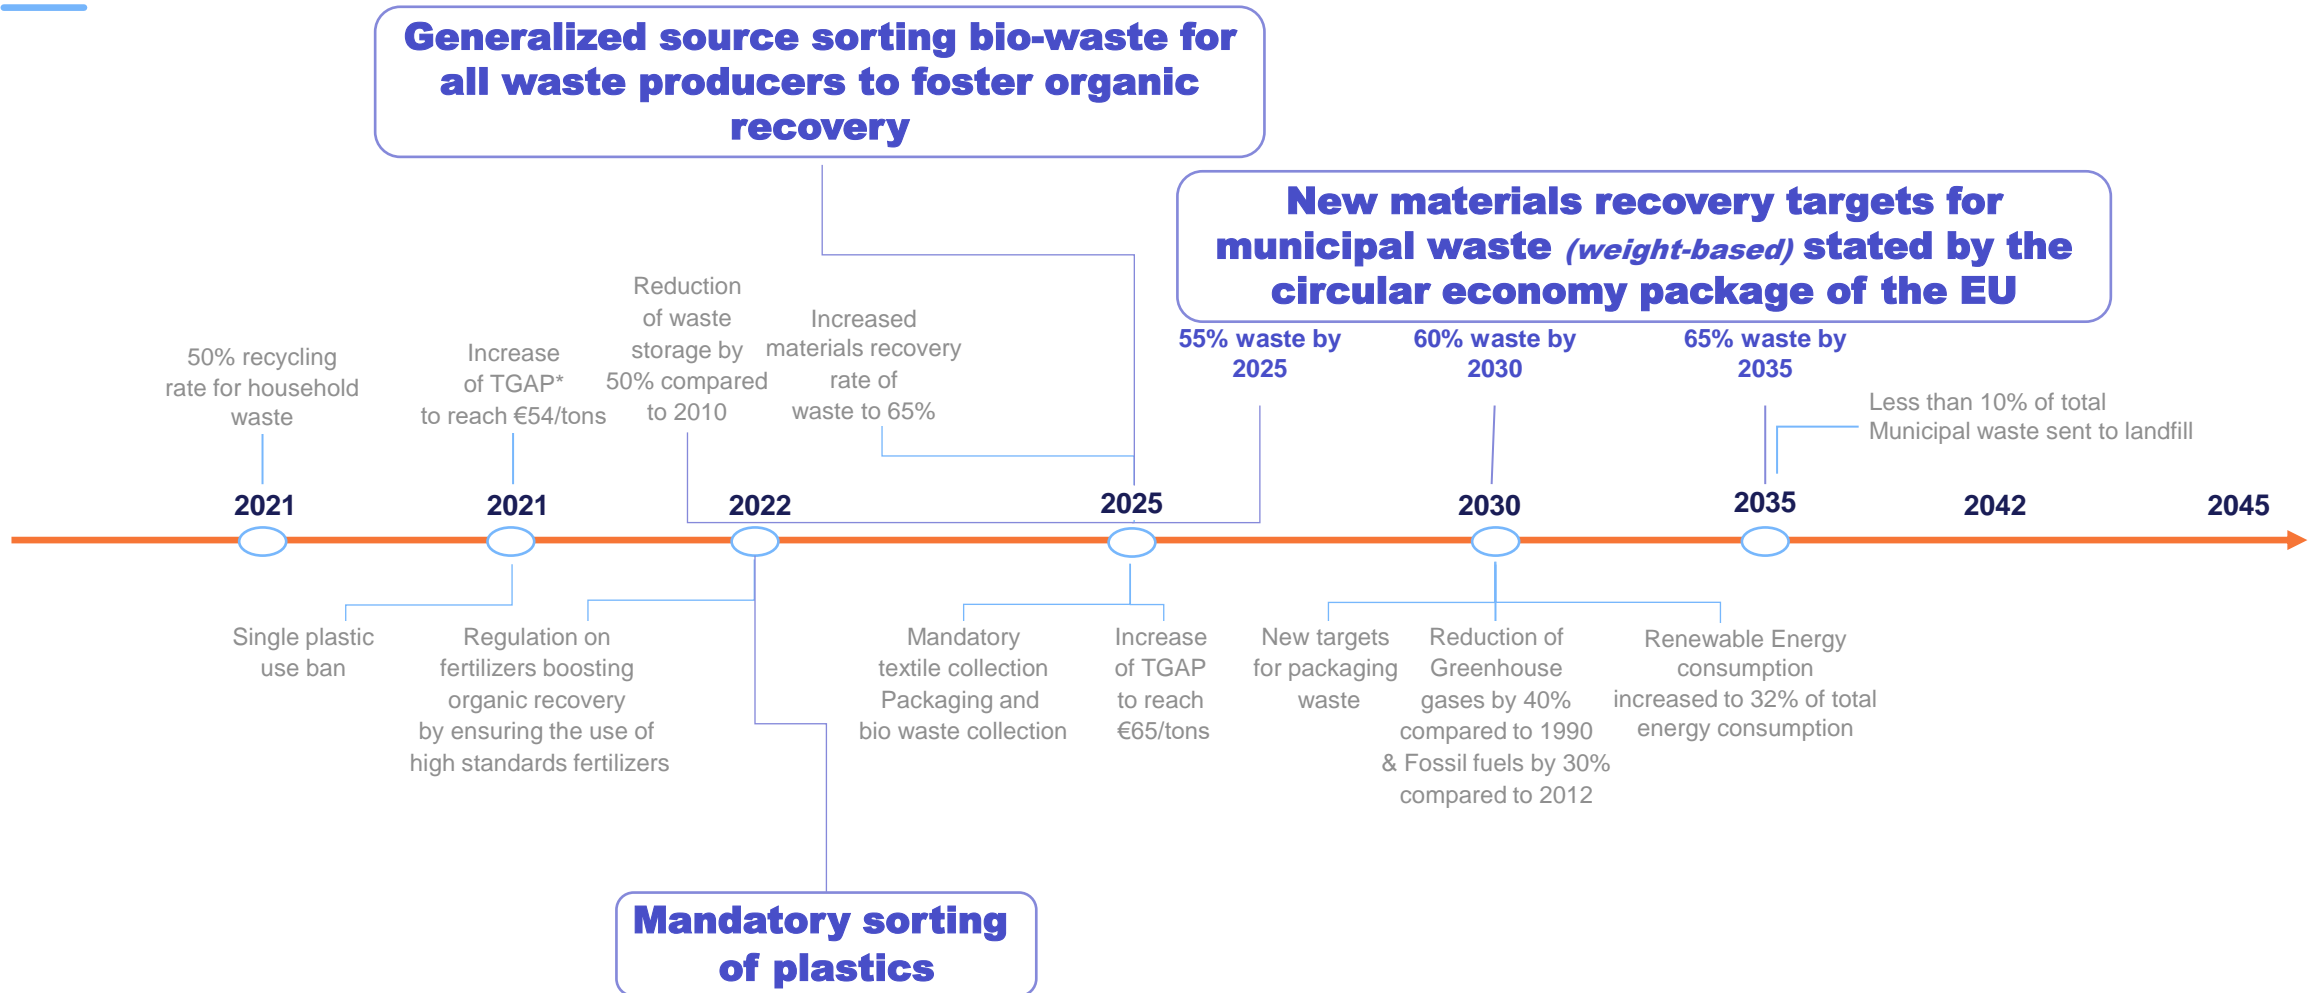 Generalized source sorting bio-waste for
all waste producers to foster organic
recovery
New materials recovery targets for
municipal waste (weight-based) stated by the
circular economy package of the EU
55% waste by
2025
60% waste by
2030
65% waste by
2035
50% recycling
rate for household
waste
Increase
of TGAP*
to reach €54/tons
Reduction
of waste
storage by
50% compared
to 2010
Increased
materials recovery
rate of
waste to 65%
Less than 10% of total
Municipal waste sent to landfill
2021
2021
2022
2025
2030
2035
2042
2045
Single plastic
use ban
Regulation on
fertilizers boosting
organic recovery
by ensuring the use of
high standards fertilizers
Mandatory
textile collection
Packaging and
bio waste collection
Increase
of TGAP
to reach
€65/tons
New targets
for packaging
waste
Reduction of
Greenhouse
gases by 40%
compared to 1990
& Fossil fuels by 30%
compared to 2012
Renewable Energy
consumption
increased to 32% of total
energy consumption
Mandatory sorting
of plastics